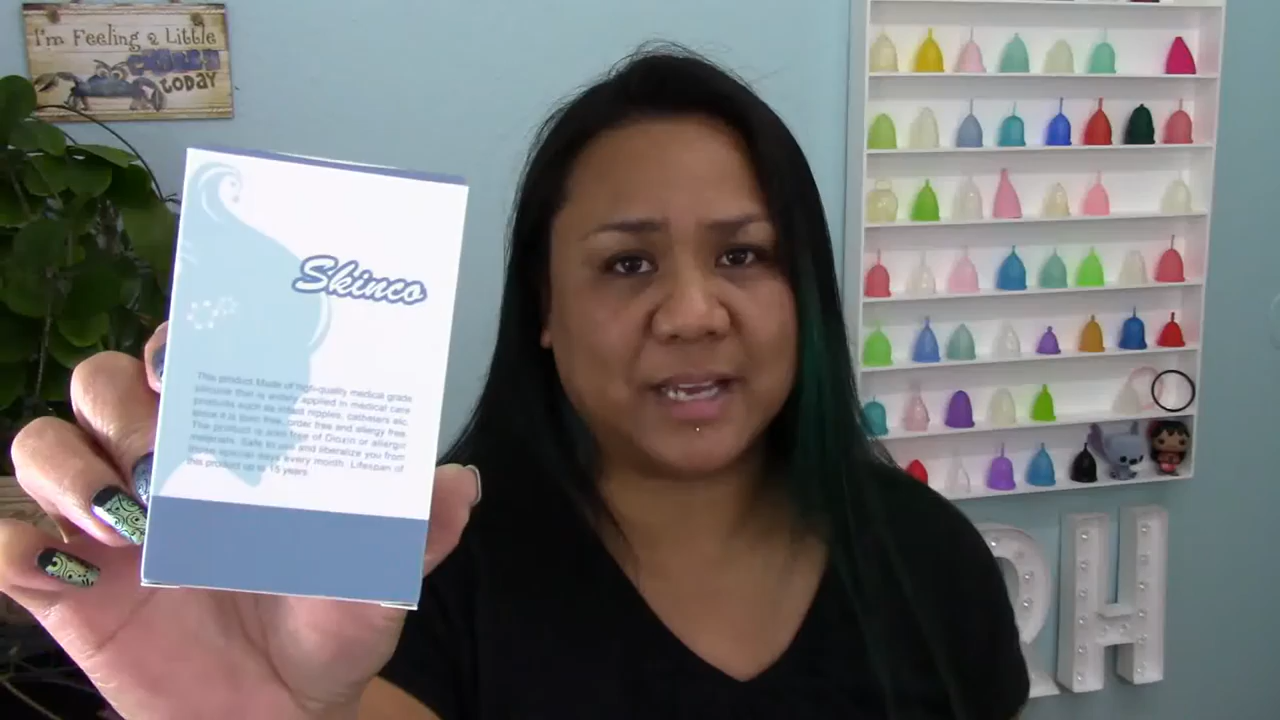 I'm Feeling a Little
CRABBY
TODAY
Skinco
This product Made of high-quality medical grade
silicone that is widely applied in medical care
products such as infant nipples, catheters etc.
since it is toxin free, order free and allergy free.
The product is also free of Dioxin or allergic
materials. Safe to use and liberalize you from
those special days every month. Lifespan of
this product up to 15 years.
H